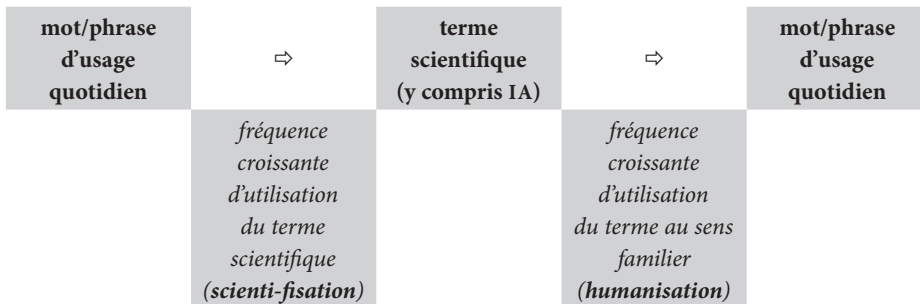 mot/phrase
d'usage
quotidien
⇨
terme
scientifique
(y compris IA)
⇨
mot/phrase
d'usage
quotidien
fréquence
croissante
d'utilisation
du terme
scientifique
(scienti-fisation)
fréquence
croissante
d'utilisation
du terme au sens
familier
(humanisation)